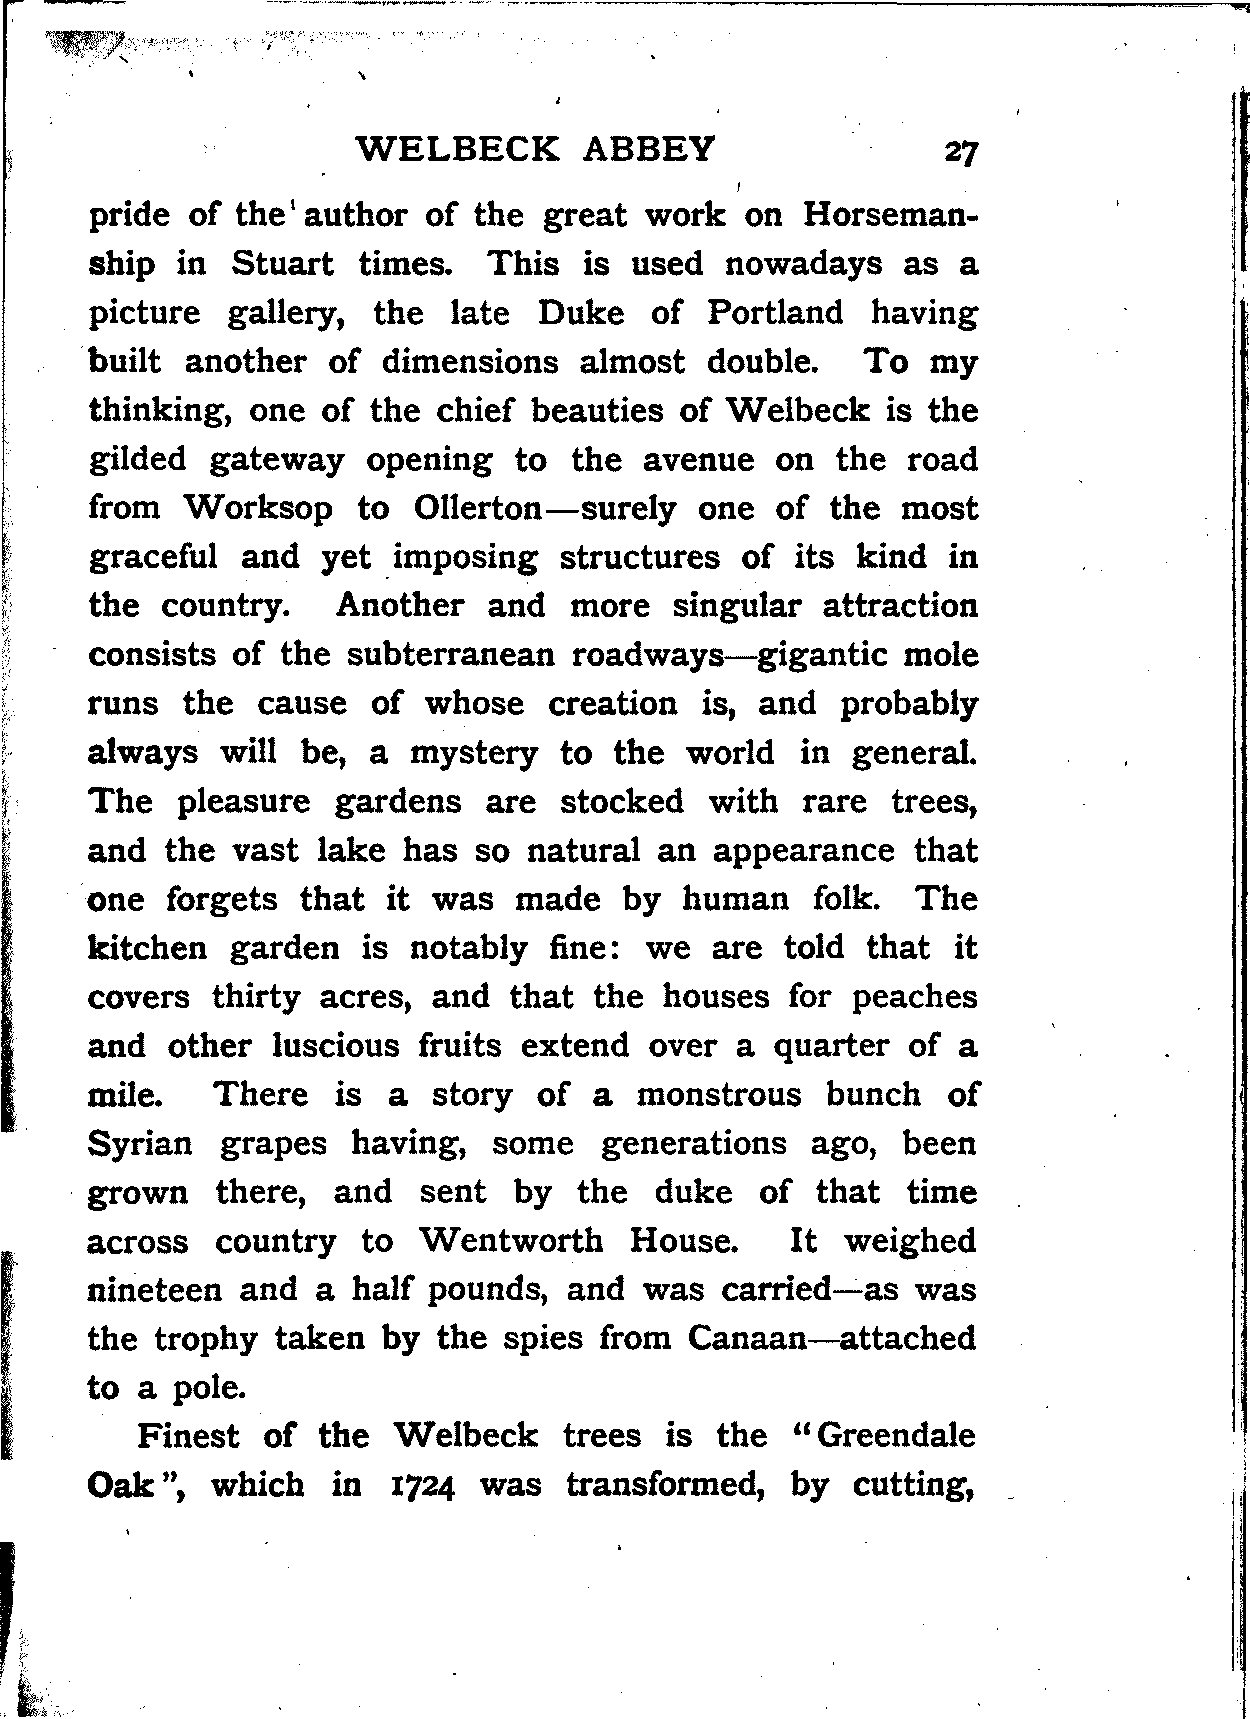 WELBECK ABBEY 27
pride of the author of the great work on Horseman-
ship in Stuart times. This is used nowadays as a
picture gallery, the late Duke of Portland having
built another of dimensions almost double. To my
thinking, one of the chief beauties of Welbeck is the
gilded gateway opening to the avenue on the road
from Worksop to Ollerton—surely one of the most
graceful and yet imposing structures of its kind in
the country. Another and more singular attraction
consists of the subterranean roadways—gigantic mole
runs the cause of whose creation is, and probably
always will be, a mystery to the world in general.
The pleasure gardens are stocked with rare trees,
and the vast lake has so natural an appearance that
one forgets that it was made by human folk. The
kitchen garden is notably fine: we are told that it
covers thirty acres, and that the houses for peaches
and other luscious fruits extend over a quarter of a
mile. There is a story of a monstrous bunch of
Syrian grapes having, some generations ago, been
grown there, and sent by the duke of that time
across country to Wentworth House. It weighed
nineteen and a half pounds, and was carried—as was
the trophy taken by the spies from Canaan—attached
to a pole.
Finest of the Welbeck trees is the "Greendale
Oak", which in 1724 was transformed, by cutting,